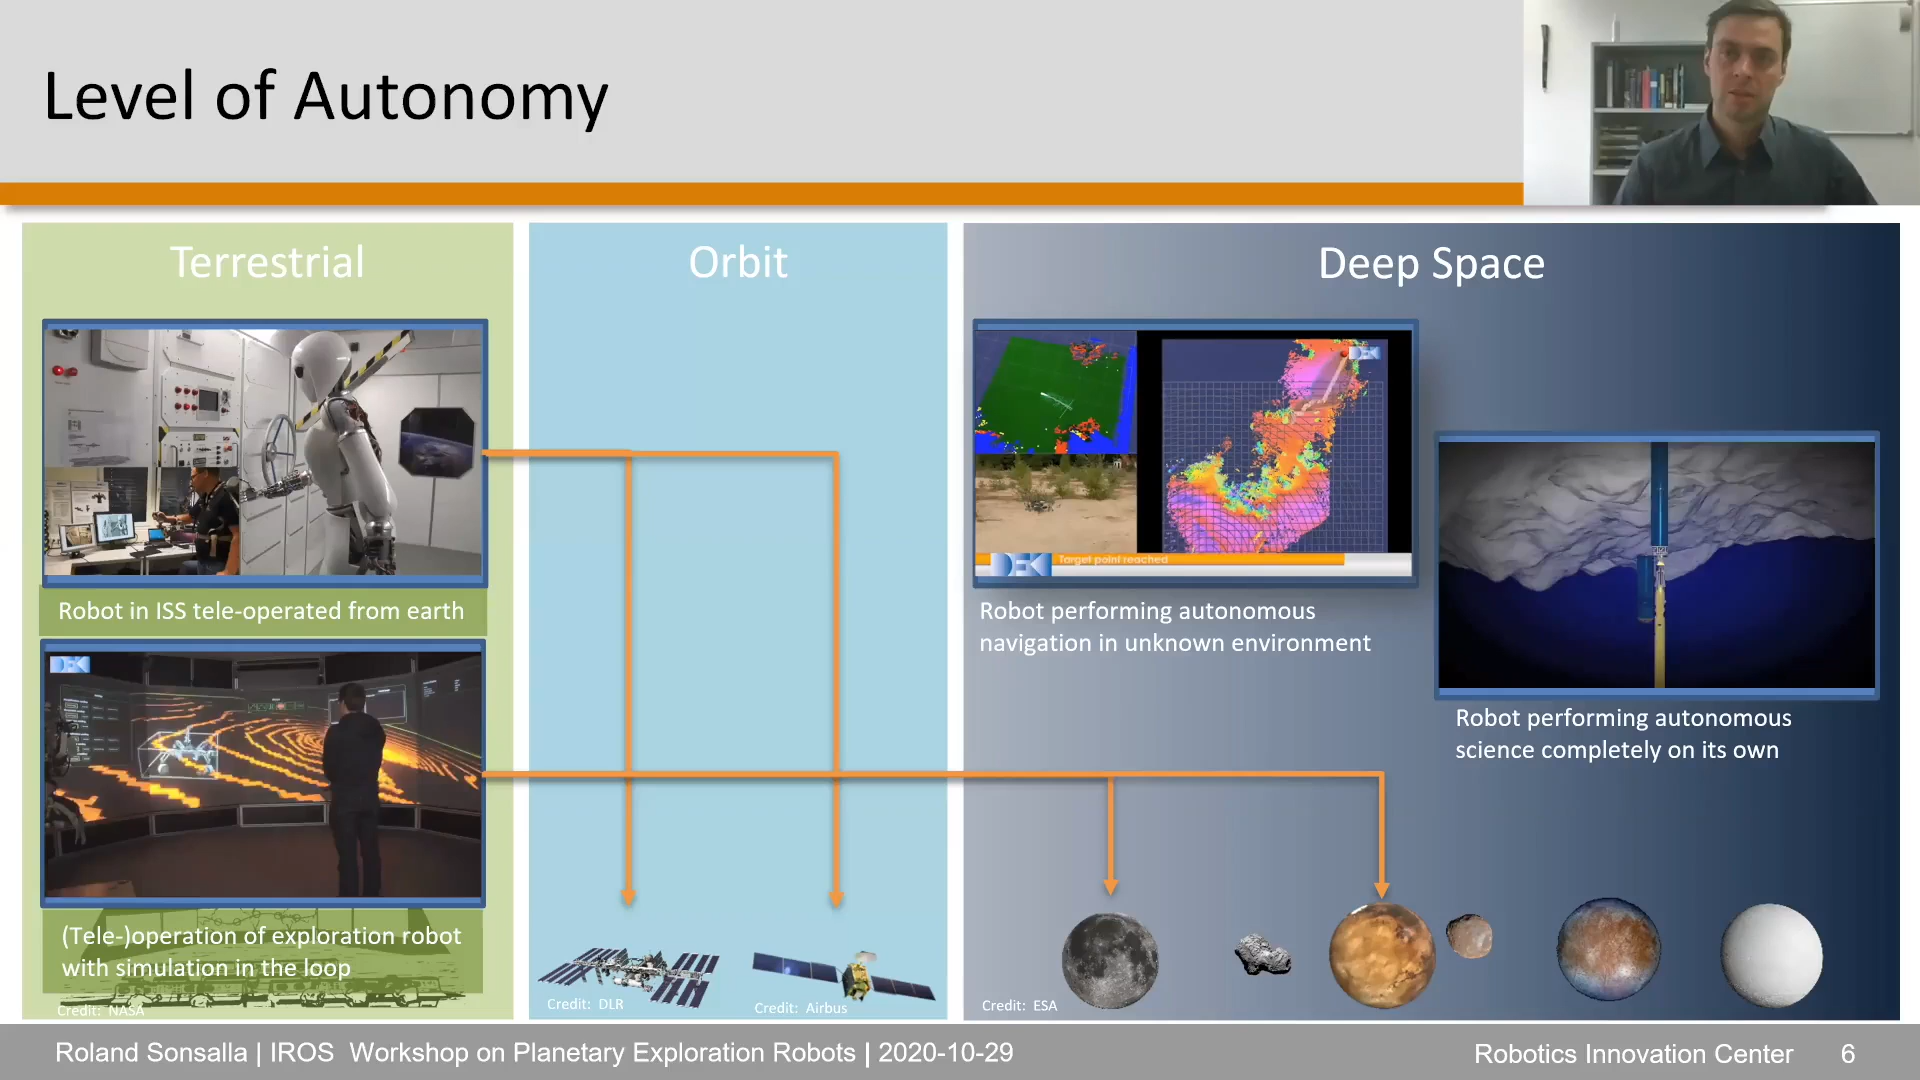 Level of Autonomy
Terrestrial
Orbit
Deep Space
Robot in ISS tele-operated from earth
(Tele-)operation of exploration robot
with simulation in the loop
Credit: NASA
Credit: DLR
Credit: Airbus
Target point reached
Robot performing autonomous
navigation in unknown environment
Robot performing autonomous
science completely on its own
Credit: ESA
Roland Sonsalla | IROS Workshop on Planetary Exploration Robots | 2020-10-29
Robotics Innovation Center 6